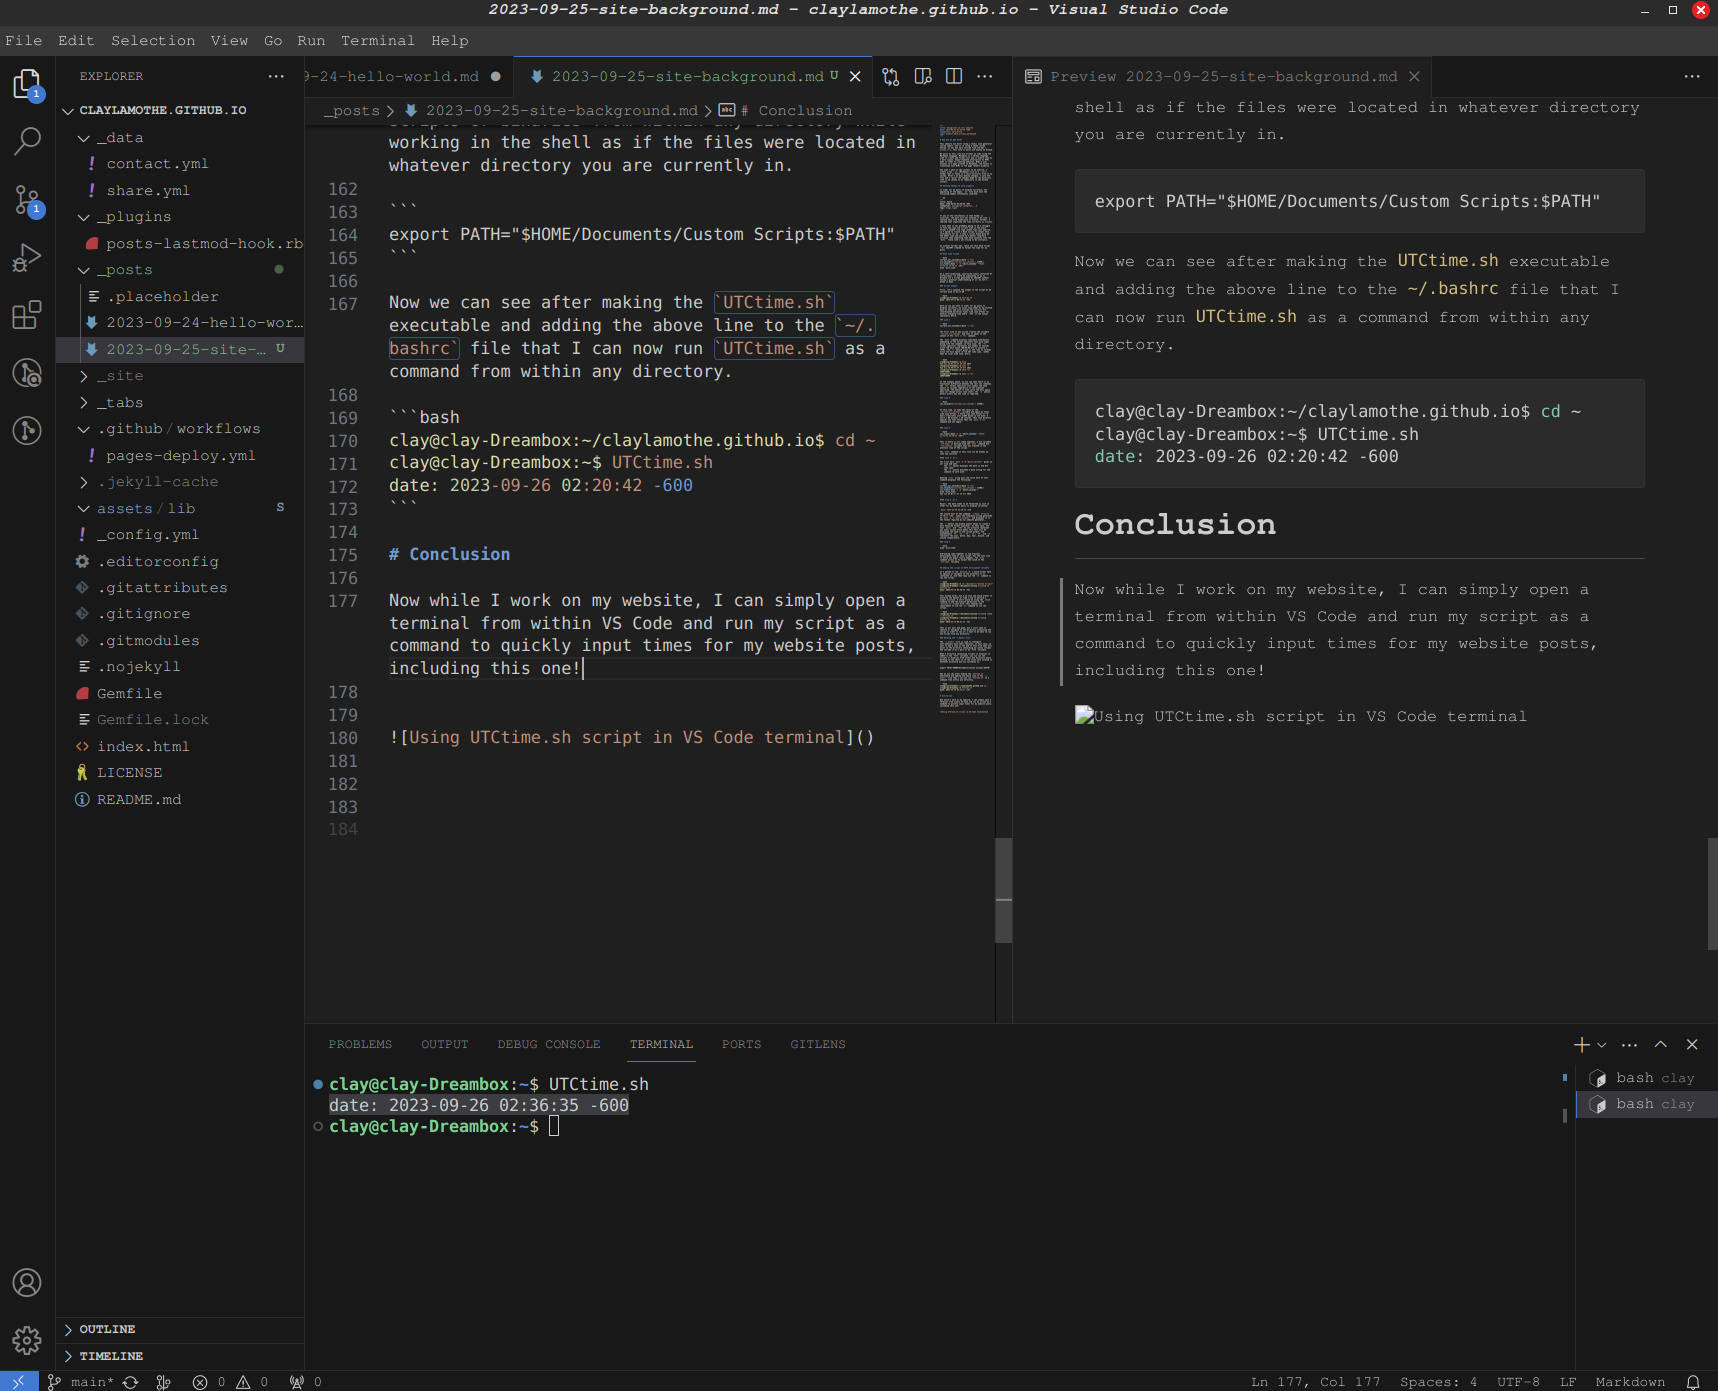 2023-09-25-site-background.md - claylamothe.github.io - Visual Studio Code
File Edit Selection View Go Run Terminal Help
EXPLORER
CLAYLAMOTHE.GITHUB.IO
_data
! contact.yml
! share.yml
_plugins
posts-lastmod-hook.rb
_posts
.placeholder
2023-09-24-hello-wor...
2023-09-25-site-... U
_site
_tabs
.github/workflows
! pages-deploy.yml
.jekyll-cache
assets/lib S
! _config.yml
.editorconfig
.gitattributes
.gitignore
.gitmodules
.nojekyll
Gemfile
Gemfile.lock
<> index.html
LICENSE
README.md
OUTLINE
TIMELINE
1
1
9-24-hello-world.md
2023-09-25-site-background.md U
_posts > 2023-09-25-site-background.md > abc # Conclusion
working in the shell as if the files were located in
whatever directory you are currently in.
162
163 ```
164 export PATH="$HOME/Documents/Custom Scripts:$PATH"
165 ```
166
167 Now we can see after making the `UTCtime.sh`
executable and adding the above line to the `~/.
bashrc` file that I can now run `UTCtime.sh` as a
command from within any directory.
168
169 ```bash
170 clay@clay-Dreambox:~/claylamothe.github.io$ cd ~
171 clay@clay-Dreambox:~$ UTCtime.sh
172 date: 2023-09-26 02:20:42 -600
173 ```
174
175 # Conclusion
176
177 Now while I work on my website, I can simply open a
terminal from within VS Code and run my script as a
command to quickly input times for my website posts,
including this one!
178
179
180 ![Using UTCtime.sh script in VS Code terminal]()
181
182
183
184
Preview 2023-09-25-site-background.md
shell as if the files were located in whatever directory
you are currently in.
export PATH="$HOME/Documents/Custom Scripts:$PATH"
Now we can see after making the UTCtime.sh executable
and adding the above line to the ~/.bashrc file that I
can now run UTCtime.sh as a command from within any
directory.
clay@clay-Dreambox:~/claylamothe.github.io$ cd ~
clay@clay-Dreambox:~$ UTCtime.sh
date: 2023-09-26 02:20:42 -600
Conclusion
Now while I work on my website, I can simply open a
terminal from within VS Code and run my script as a
command to quickly input times for my website posts,
including this one!
Using UTCtime.sh script in VS Code terminal
PROBLEMS OUTPUT DEBUG CONSOLE TERMINAL PORTS GITLENS
clay@clay-Dreambox:~$ UTCtime.sh
date: 2023-09-26 02:36:35 -600
clay@clay-Dreambox:~$
bash clay
bash clay
main* 0 0 0
Ln 177, Col 177 Spaces: 4 UTF-8 LF Markdown